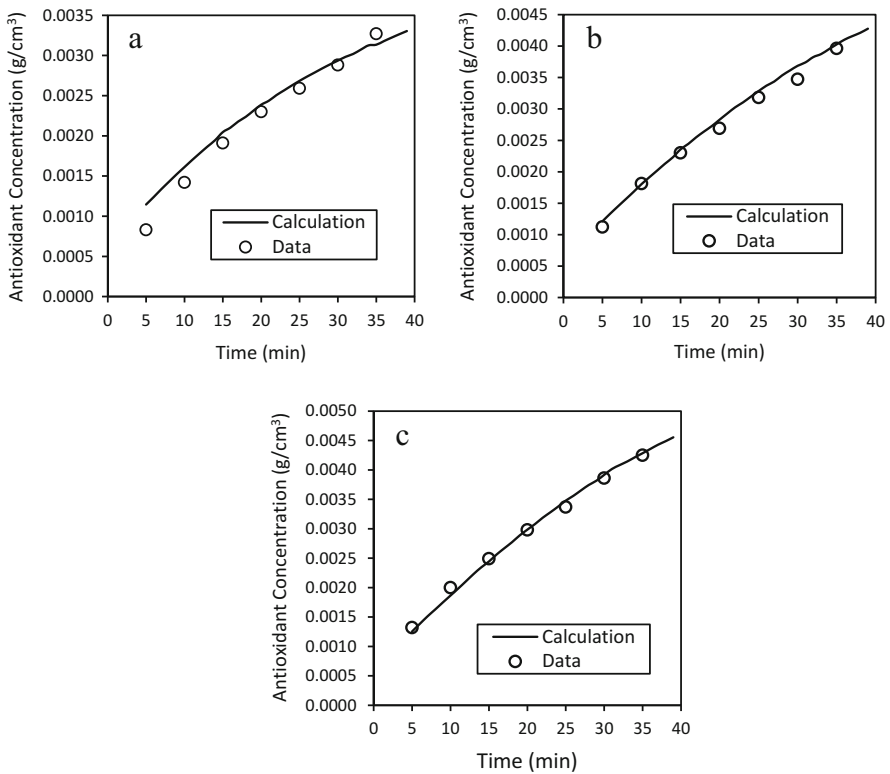 a
Antioxidant Concentration (g/cm³)
0.0035
0.0030
0.0025
0.0020
0.0015
0.0010
0.0005
0.0000
Calculation
Data
0 5 10 15 20 25 30 35 40
Time (min)
b
Antioxidant Concentration (g/cm³)
0.0045
0.0040
0.0035
0.0030
0.0025
0.0020
0.0015
0.0010
0.0005
0.0000
Calculation
Data
0 5 10 15 20 25 30 35 40
Time (min)
c
Antioxidant Concentration (g/cm³)
0.0050
0.0045
0.0040
0.0035
0.0030
0.0025
0.0020
0.0015
0.0010
0.0005
0.0000
Calculation
Data
0 5 10 15 20 25 30 35 40
Time (min)